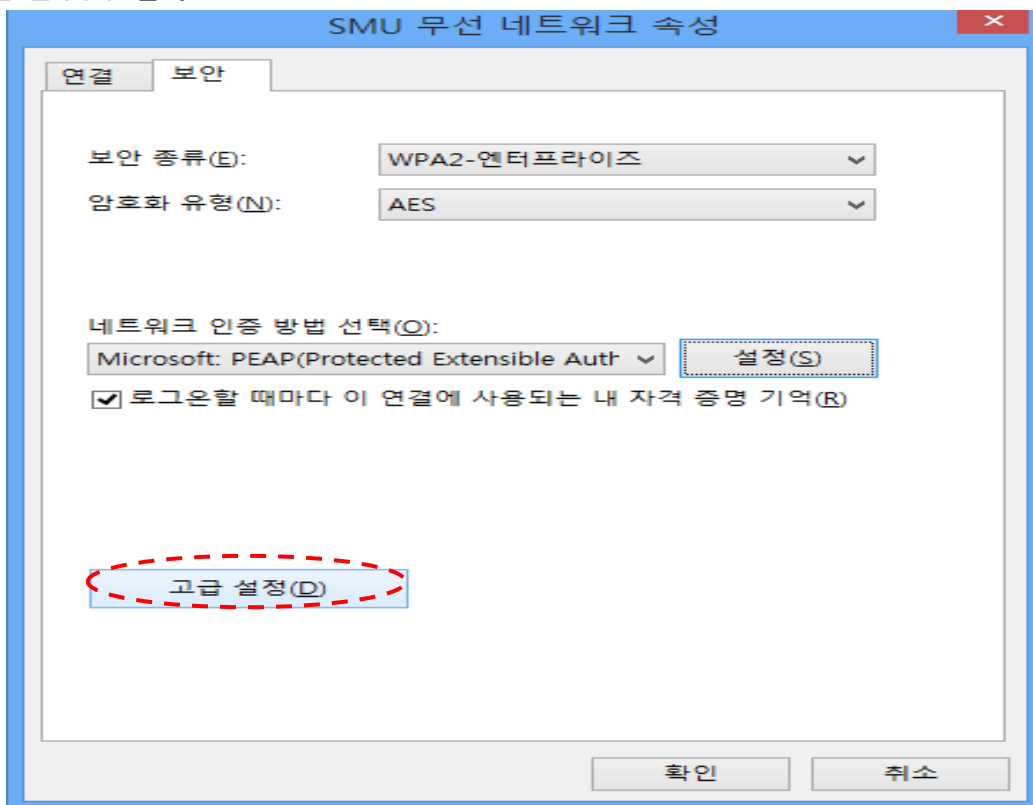 SMU 무선 네트워크 속성
연결 보안
보안 종류(E): WPA2-엔터프라이즈
암호화 유형(N): AES
네트워크 인증 방법 선택(O):
Microsoft: PEAP(Protected Extensible Auth 설정(S)
로그온할 때마다 이 연결에 사용되는 내 자격 증명 기억(R)
고급 설정(D)
확인 취소